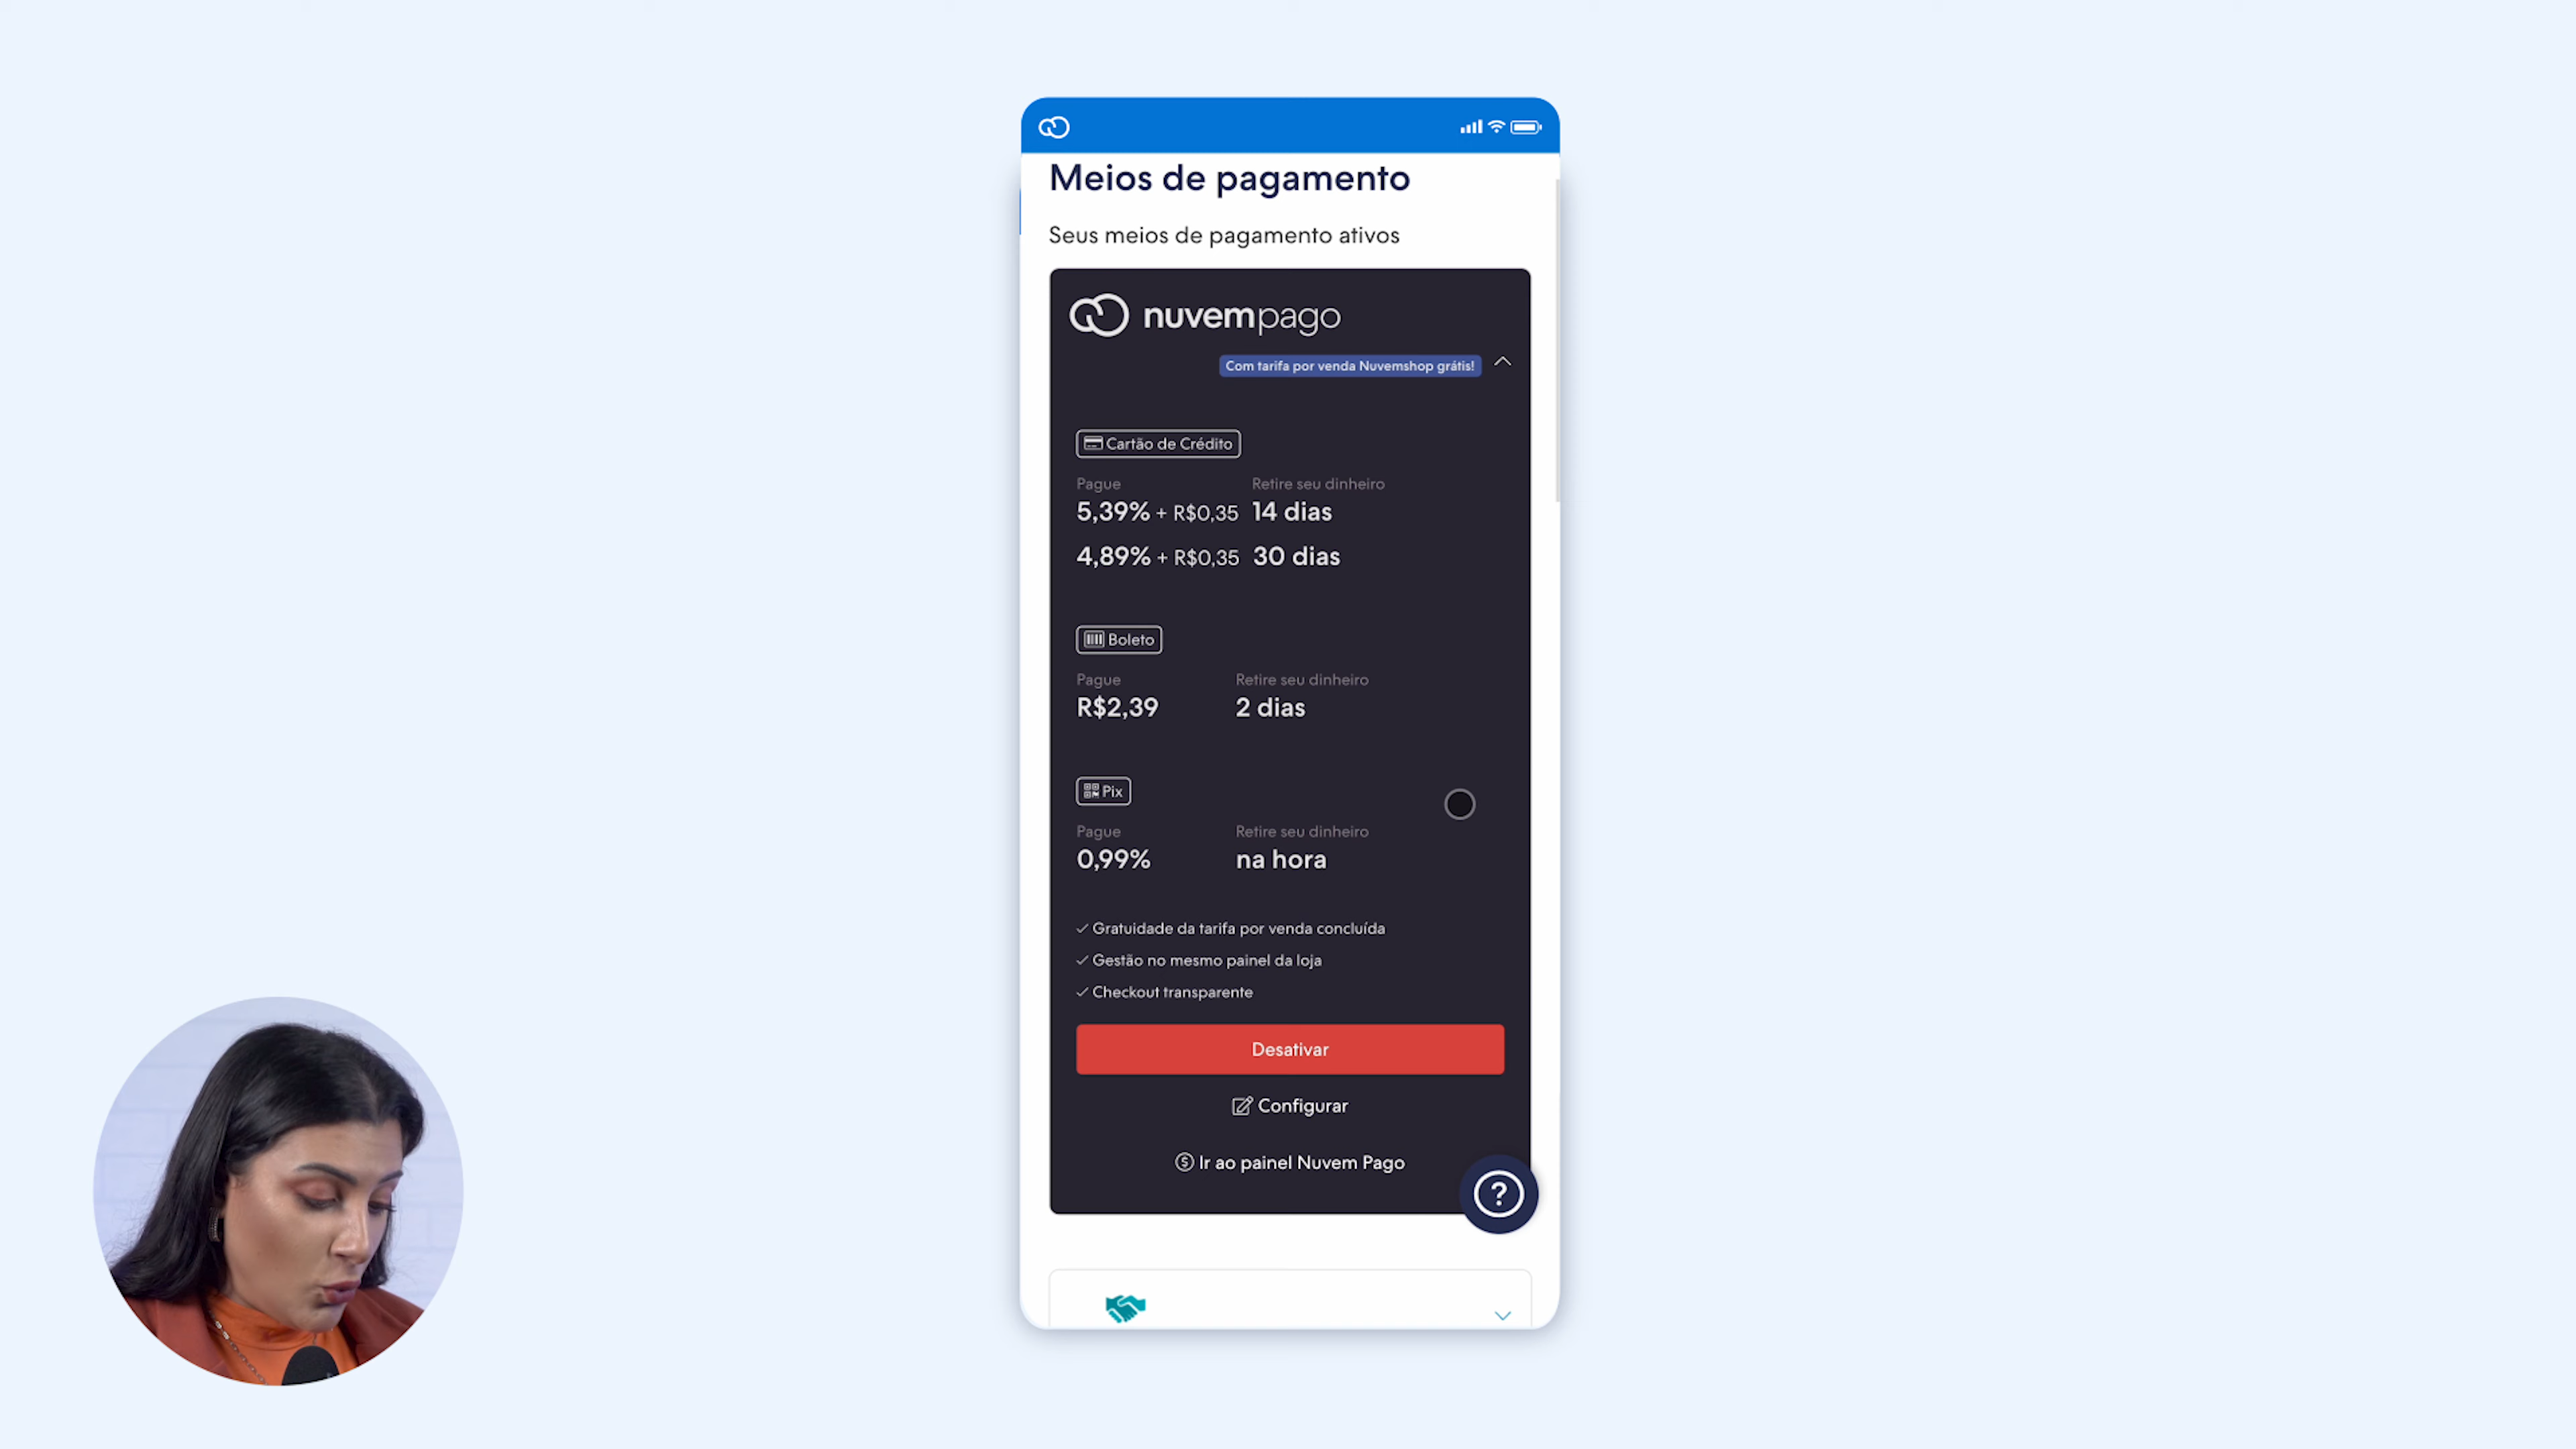 Meios de pagamento
Seus meios de pagamento ativos
nuvempago
Com tarifa por venda Nuvemshop grátis!
Cartão de Crédito
Pague Retire seu dinheiro
5,39% + R$0,35 14 dias
4,89% + R$0,35 30 dias
Boleto
Pague Retire seu dinheiro
R$2,39 2 dias
Pix
Pague Retire seu dinheiro
0,99% na hora
✓ Gratuidade da tarifa por venda concluída
✓ Gestão no mesmo painel da loja
✓ Checkout transparente
Desativar
Configurar
Ir ao painel Nuvem Pago
?